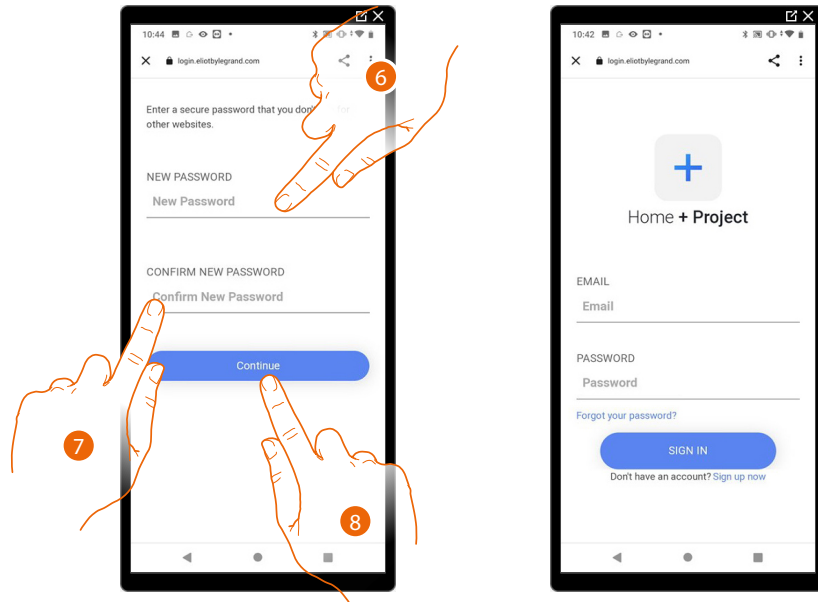 10:44
login.eliotbylegrand.com
6
Enter a secure password that you don't
other websites.
NEW PASSWORD
New Password
CONFIRM NEW PASSWORD
Confirm New Password
Continue
7
8
10:42
login.eliotbylegrand.com
Home + Project
EMAIL
Email
PASSWORD
Password
Forgot your password?
SIGN IN
Don't have an account? Sign up now